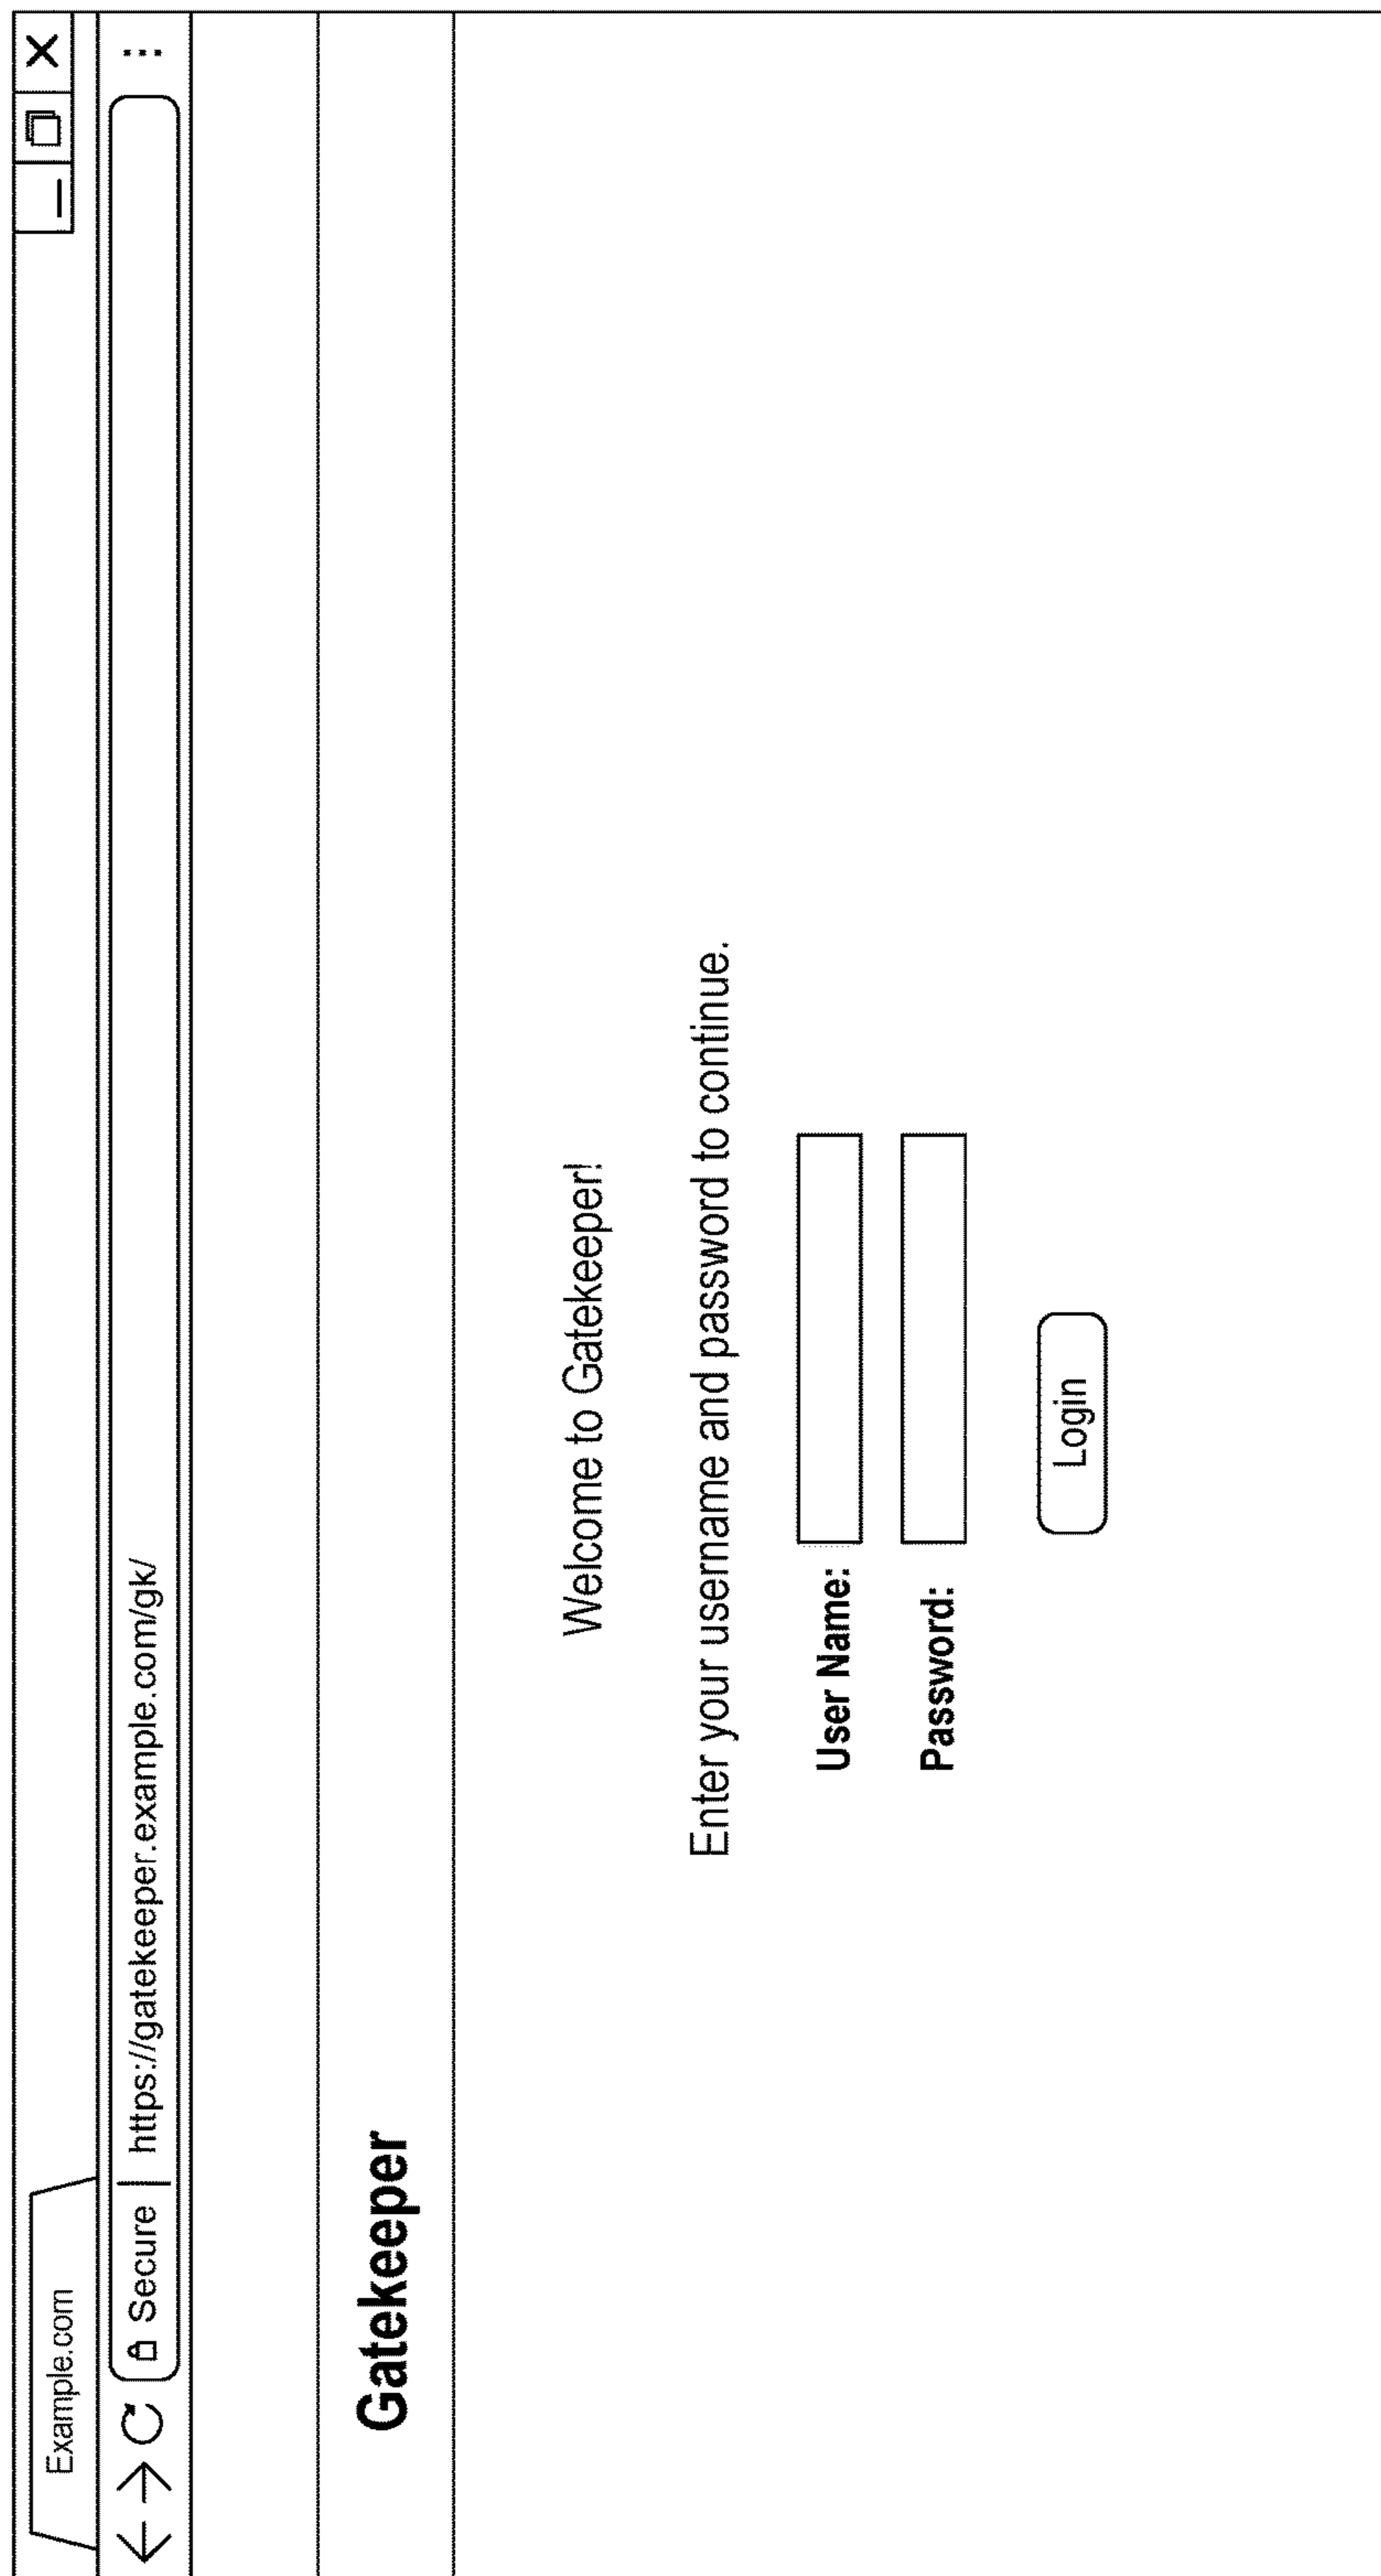 Example.com
Secure | https://gatekeeper.example.com/gk/
Gatekeeper
Welcome to Gatekeeper!
Enter your username and password to continue.
User Name:
Password:
Login